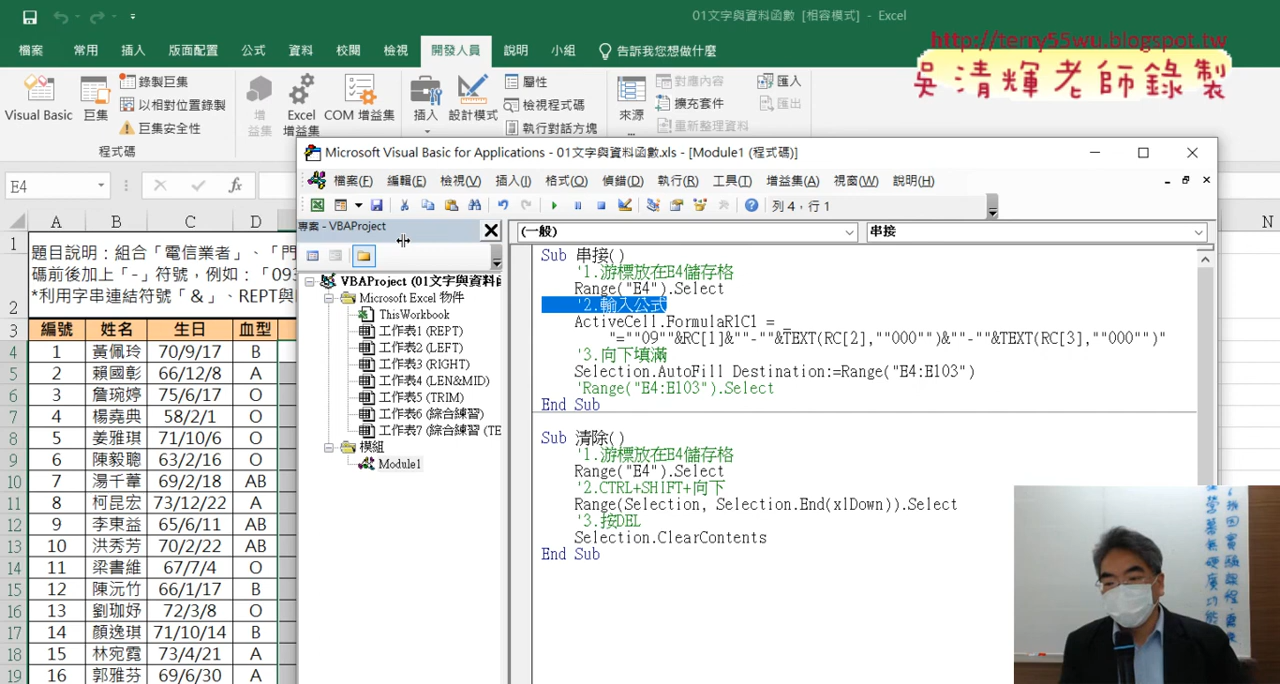 01文字與資料函數 [相容模式] - Excel
http://terry55wu.blogspot.tw
吳清輝老師錄製
檔案 常用 插入 版面配置 公式 資料 校閱 檢視 開發人員 說明 小組 告訴我您想做什麼
Visual Basic 巨集 錄製巨集 以相對位置錄製 巨集安全性
增益集 Excel 增益集 COM 增益集 插入 設計模式 屬性 檢視程式碼 執行對話方塊
來源 對應內容 擴充套件 重新整理資料 匯入 匯出
程式碼
Microsoft Visual Basic for Applications - 01文字與資料函數.xls - [Module1 (程式碼)]
檔案(F) 編輯(E) 檢視(V) 插入(I) 格式(O) 偵錯(D) 執行(R) 工具(T) 增益集(A) 視窗(W) 說明(H)
列 4，行 1
E4
fx
專案 - VBAProject
VBAProject (01文字與資料
Microsoft Excel 物件
ThisWorkbook
工作表1 (REPT)
工作表2 (LEFT)
工作表3 (RIGHT)
工作表4 (LEN&MID)
工作表5 (TRIM)
工作表6 (綜合練習)
工作表7 (綜合練習 (TE
模組
Module1
(一般) 串接
Sub 串接()
'1.游標放在E4儲存格
Range("E4").Select
'2.輸入公式
ActiveCell.FormulaR1C1 = _
"=""09""&RC[1]&""-""&TEXT(RC[2],""000"")&""-""&TEXT(RC[3],""000"")"
'3.向下填滿
Selection.AutoFill Destination:=Range("E4:E103")
'Range("E4:E103").Select
End Sub
Sub 清除()
'1.游標放在E4儲存格
Range("E4").Select
'2.CTRL+SHIFT+向下
Range(Selection, Selection.End(xlDown)).Select
'3.按DEL
Selection.ClearContents
End Sub
A B C D N
1 題目說明：組合「電信業者」、「門
2 碼前後加上「-」符號，例如：「093
*利用字串連結符號「&」、REPT與
3 編號 姓名 生日 血型
4 1 黃佩玲 70/9/17 B
5 2 賴國彰 66/12/8 A
6 3 詹琬婷 75/6/17 O
7 4 楊堯典 58/2/1 O
8 5 姜雅琪 71/10/6 O
9 6 陳毅聰 63/2/16 O
10 7 湯千葦 69/2/18 AB
11 8 柯昆宏 73/12/22 A
12 9 李東益 65/6/11 AB
13 10 洪秀芳 70/2/22 AB
14 11 梁書維 67/7/4 O
15 12 陳沅竹 66/1/17 B
16 13 劉珈妤 72/3/8 O
17 14 顏逸琪 71/10/14 B
18 15 林宛霓 73/4/21 A
19 16 郭雅芬 69/6/30 A